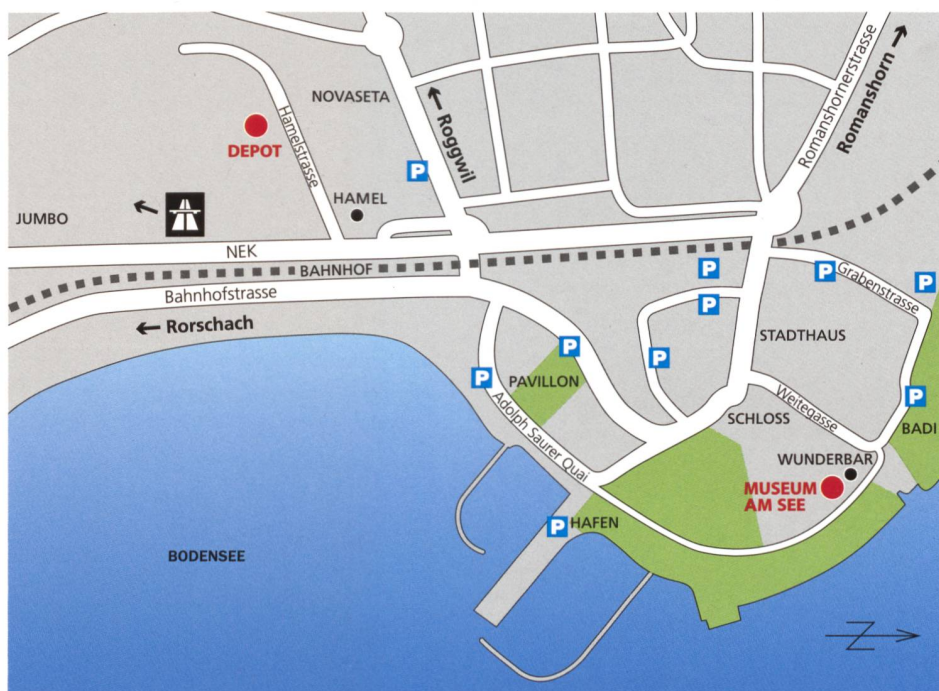 Romanshornerstrasse
Romanshorn
NOVASETA
Roggwil
Hamelstrasse
DEPOT
P
HAMEL
JUMBO
NEK
BAHNHOF
Bahnhofstrasse
Rorschach
P
P
P
Grabenstrasse
P
STADTHAUS
P
P
P
PAVILLON
Adolph Saurer Quai
P
SCHLOSS
Weitegasse
BADI
WUNDERBAR
MUSEUM
AM SEE
P
HAFEN
BODENSEE
N